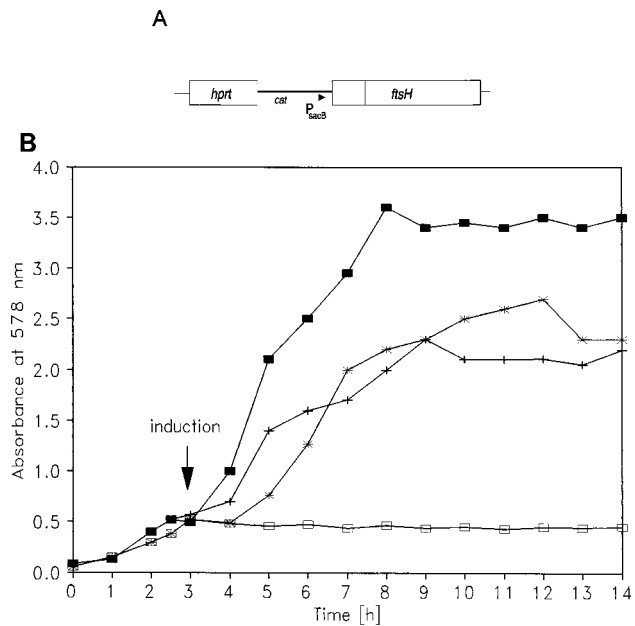 A
hprt
cat
P
sacB
ftsH
B
4.0
3.5
3.0
2.5
2.0
1.5
1.0
0.5
0.0
Absorbance at 578 nm
induction
0 1 2 3 4 5 6 7 8 9 10 11 12 13 14
Time [h]